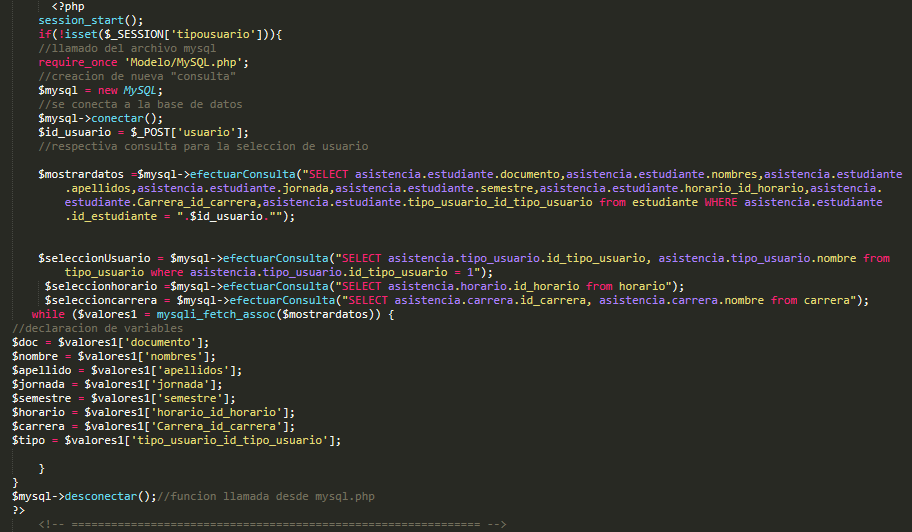 <?php
session_start();
if(!isset($_SESSION['tipousuario'])){
//llamado del archivo mysql
require_once 'Modelo/MySQL.php';
//creacion de nueva "consulta"
$mysql = new MySQL;
//se conecta a la base de datos
$mysql->conectar();
$id_usuario = $_POST['usuario'];
//respectiva consulta para la seleccion de usuario
$mostrardatos =$mysql->efectuarConsulta("SELECT asistencia.estudiante.documento,asistencia.estudiante.nombres,asistencia.estudiante
.apellidos,asistencia.estudiante.jornada,asistencia.estudiante.semestre,asistencia.estudiante.horario_id_horario,asistencia.
estudiante.Carrera_id_carrera,asistencia.estudiante.tipo_usuario_id_tipo_usuario from estudiante WHERE asistencia.estudiante
.id_estudiante = ".$id_usuario."");
$seleccionUsuario = $mysql->efectuarConsulta("SELECT asistencia.tipo_usuario.id_tipo_usuario, asistencia.tipo_usuario.nombre from
tipo_usuario where asistencia.tipo_usuario.id_tipo_usuario = 1");
$seleccionhorario =$mysql->efectuarConsulta("SELECT asistencia.horario.id_horario from horario");
$seleccioncarrera = $mysql->efectuarConsulta("SELECT asistencia.carrera.id_carrera, asistencia.carrera.nombre from carrera");
while ($valores1 = mysqli_fetch_assoc($mostrardatos)) {
//declaracion de variables
$doc = $valores1['documento'];
$nombre = $valores1['nombres'];
$apellido = $valores1['apellidos'];
$jornada = $valores1['jornada'];
$semestre = $valores1['semestre'];
$horario = $valores1['horario_id_horario'];
$carrera = $valores1['Carrera_id_carrera'];
$tipo = $valores1['tipo_usuario_id_tipo_usuario'];
}
}
$mysql->desconectar();//funcion llamada desde mysql.php
?>
<!-- ============================================================== -->